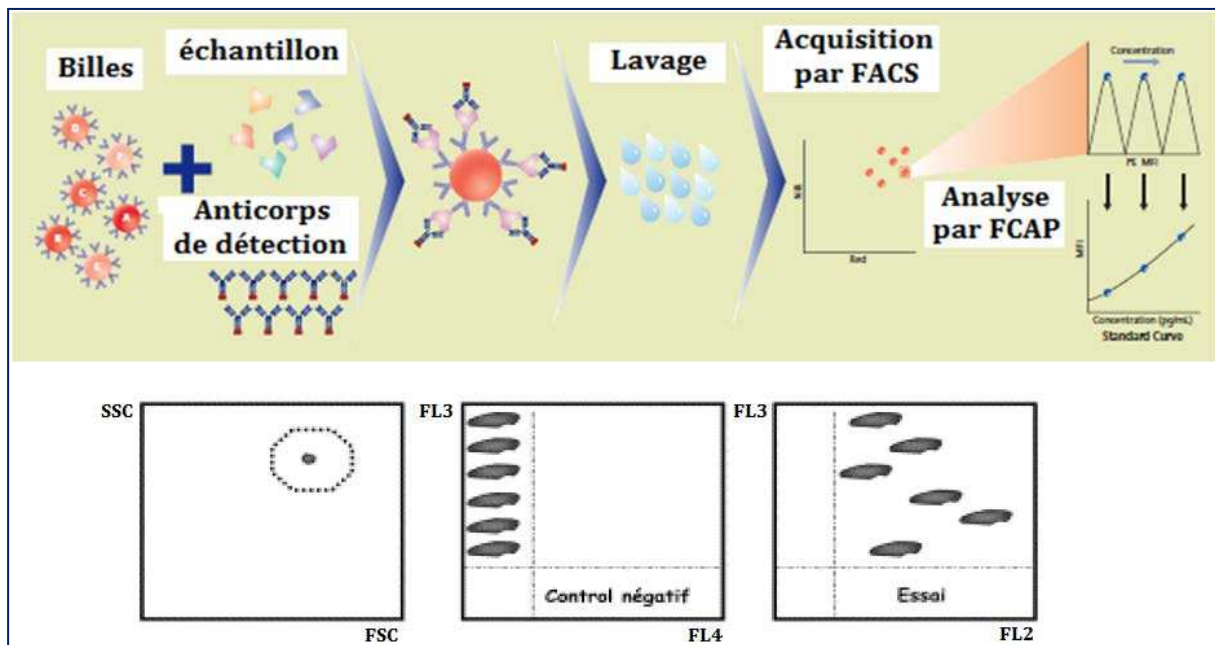 Billes
échantillon
Anticorps
de détection
Lavage
Acquisition
par FACS
Red
Analyse
par FCAP
Concentration
PE MFI
MFI
Concentration (pg/mL)
Standard Curve
D
C
A
B
SSC
FSC
FL3
Control négatif
FL4
FL3
Essai
FL2